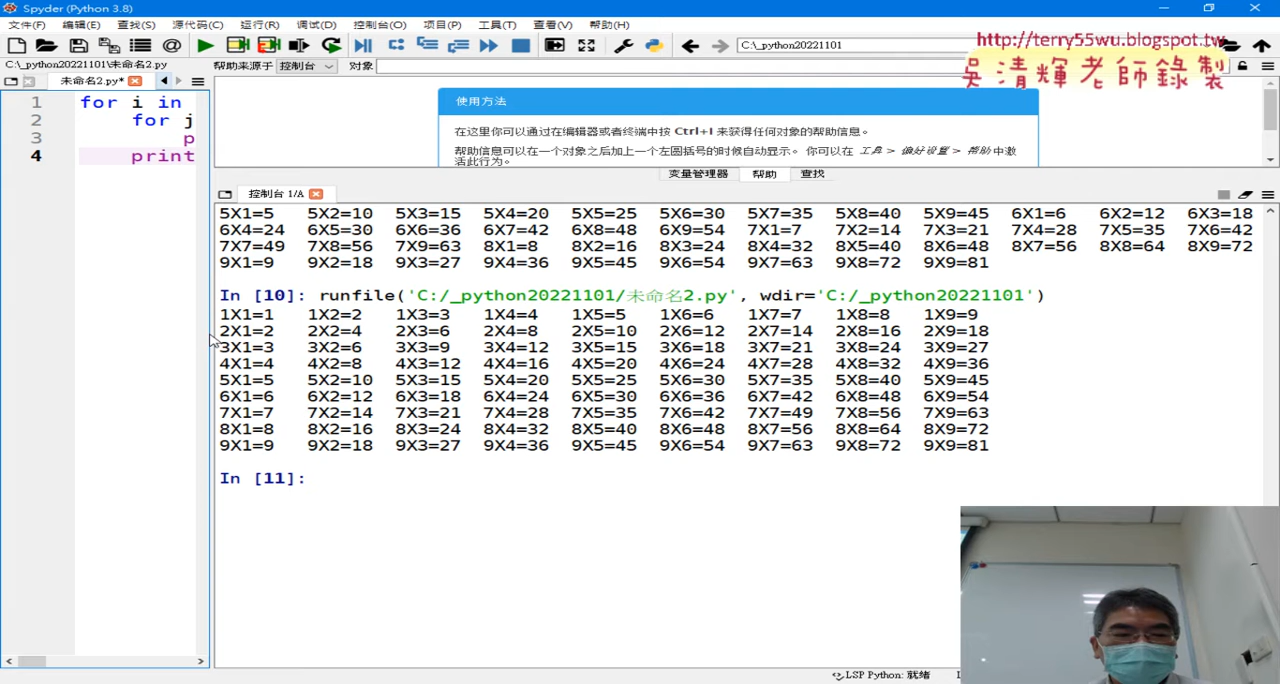 Spyder (Python 3.8)
文件(F) 编辑(E) 查找(S) 源代码(C) 运行(R) 调试(D) 控制台(O) 项目(P) 工具(T) 查看(V) 帮助(H)
C:\_python20221101
http://terry55wu.blogspot.tw
吳清輝老師錄製
C:\_python20221101\未命名2.py
帮助来源于 控制台 对象
未命名2.py*
1 for i in
2 for j
3 p
4 print
使用方法
在这里你可以通过在编辑器或者终端中按 Ctrl+I 来获得任何对象的帮助信息。
帮助信息可以在一个对象之后加上一个左圆括号的时候自动显示。 你可以在 工具 > 偏好设置 > 帮助 中激
活此行为。
变量管理器 帮助 查找
控制台 1/A
5X1=5 5X2=10 5X3=15 5X4=20 5X5=25 5X6=30 5X7=35 5X8=40 5X9=45 6X1=6 6X2=12 6X3=18
6X4=24 6X5=30 6X6=36 6X7=42 6X8=48 6X9=54 7X1=7 7X2=14 7X3=21 7X4=28 7X5=35 7X6=42
7X7=49 7X8=56 7X9=63 8X1=8 8X2=16 8X3=24 8X4=32 8X5=40 8X6=48 8X7=56 8X8=64 8X9=72
9X1=9 9X2=18 9X3=27 9X4=36 9X5=45 9X6=54 9X7=63 9X8=72 9X9=81
In [10]: runfile('C:/_python20221101/未命名2.py', wdir='C:/_python20221101')
1X1=1 1X2=2 1X3=3 1X4=4 1X5=5 1X6=6 1X7=7 1X8=8 1X9=9
2X1=2 2X2=4 2X3=6 2X4=8 2X5=10 2X6=12 2X7=14 2X8=16 2X9=18
3X1=3 3X2=6 3X3=9 3X4=12 3X5=15 3X6=18 3X7=21 3X8=24 3X9=27
4X1=4 4X2=8 4X3=12 4X4=16 4X5=20 4X6=24 4X7=28 4X8=32 4X9=36
5X1=5 5X2=10 5X3=15 5X4=20 5X5=25 5X6=30 5X7=35 5X8=40 5X9=45
6X1=6 6X2=12 6X3=18 6X4=24 6X5=30 6X6=36 6X7=42 6X8=48 6X9=54
7X1=7 7X2=14 7X3=21 7X4=28 7X5=35 7X6=42 7X7=49 7X8=56 7X9=63
8X1=8 8X2=16 8X3=24 8X4=32 8X5=40 8X6=48 8X7=56 8X8=64 8X9=72
9X1=9 9X2=18 9X3=27 9X4=36 9X5=45 9X6=54 9X7=63 9X8=72 9X9=81
In [11]:
LSP Python: 就绪